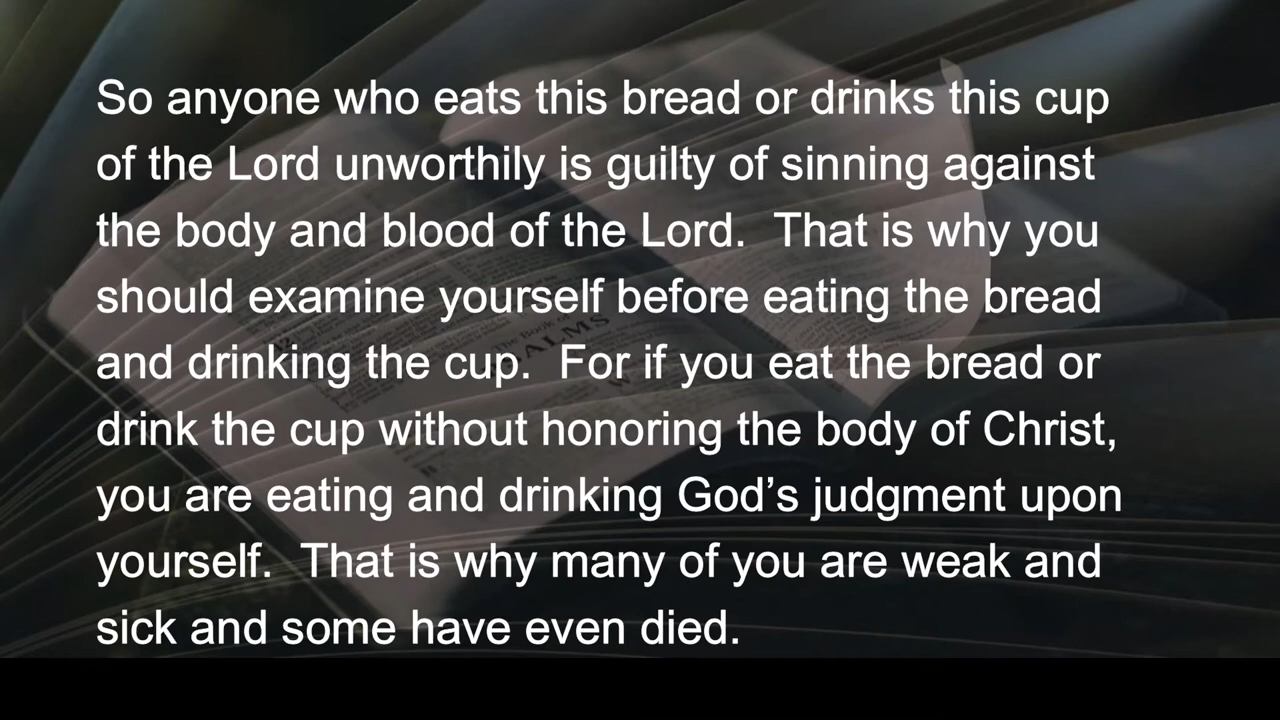 So anyone who eats this bread or drinks this cup
of the Lord unworthily is guilty of sinning against
the body and blood of the Lord.  That is why you
should examine yourself before eating the bread
and drinking the cup.  For if you eat the bread or
drink the cup without honoring the body of Christ,
you are eating and drinking God’s judgment upon
yourself.  That is why many of you are weak and
sick and some have even died.
The Book of
PSALMS